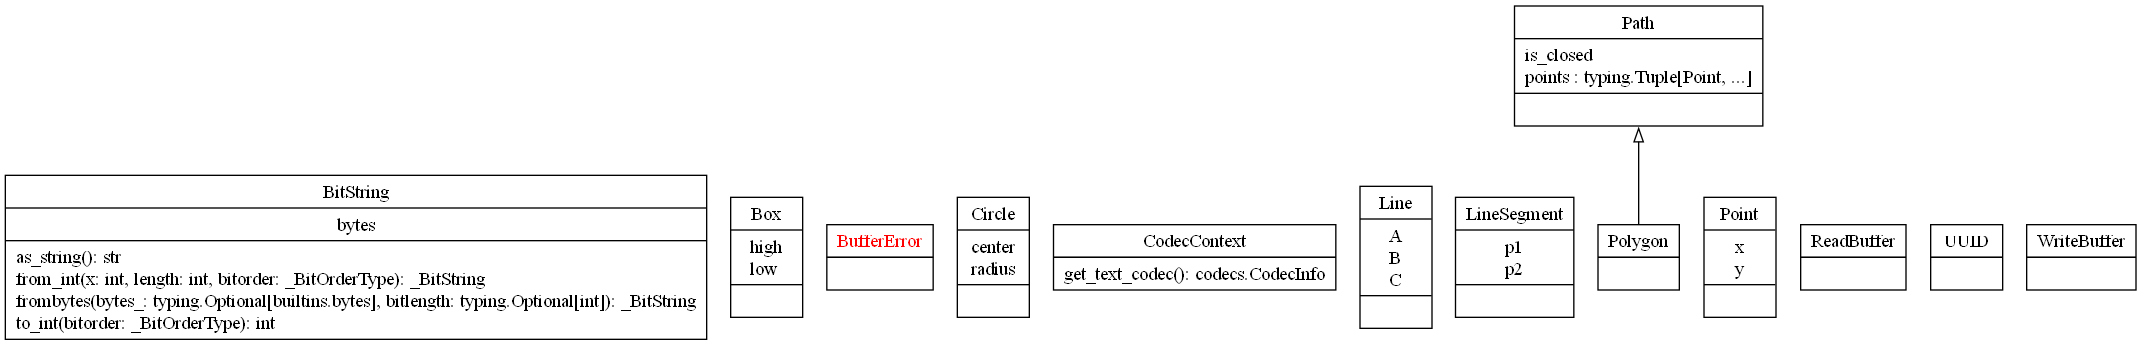 Path
is_closed
points : typing.Tuple[Point, ...]
BitString
bytes
as_string(): str
from_int(x: int, length: int, bitorder: _BitOrderType): _BitString
frombytes(bytes_: typing.Optional[builtins.bytes], bitlength: typing.Optional[int]): _BitString
to_int(bitorder: _BitOrderType): int
Box
high
low
BufferError
Circle
center
radius
CodecContext
get_text_codec(): codecs.CodecInfo
Line
A
B
C
LineSegment
p1
p2
Polygon
Point
x
y
ReadBuffer
UUID
WriteBuffer